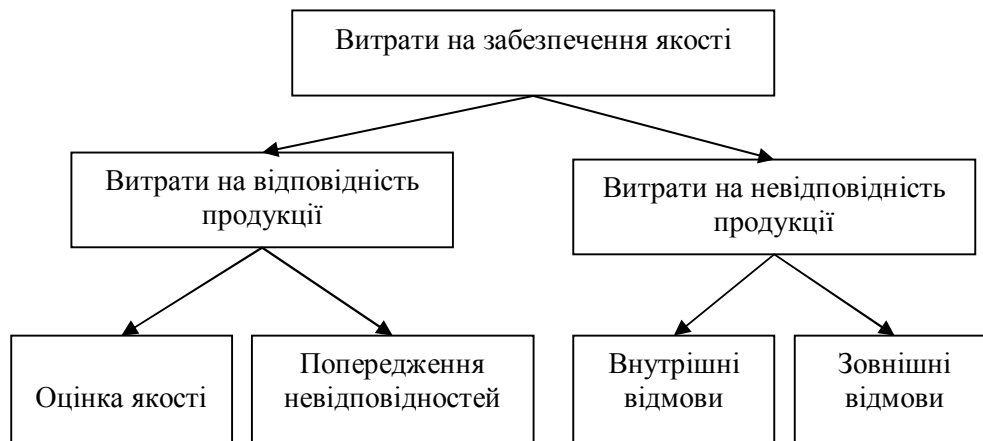 Витрати на забезпечення якості
Витрати на відповідність
продукції
Витрати на невідповідність
продукції
Оцінка якості
Попередження
невідповідностей
Внутрішні
відмови
Зовнішні
відмови